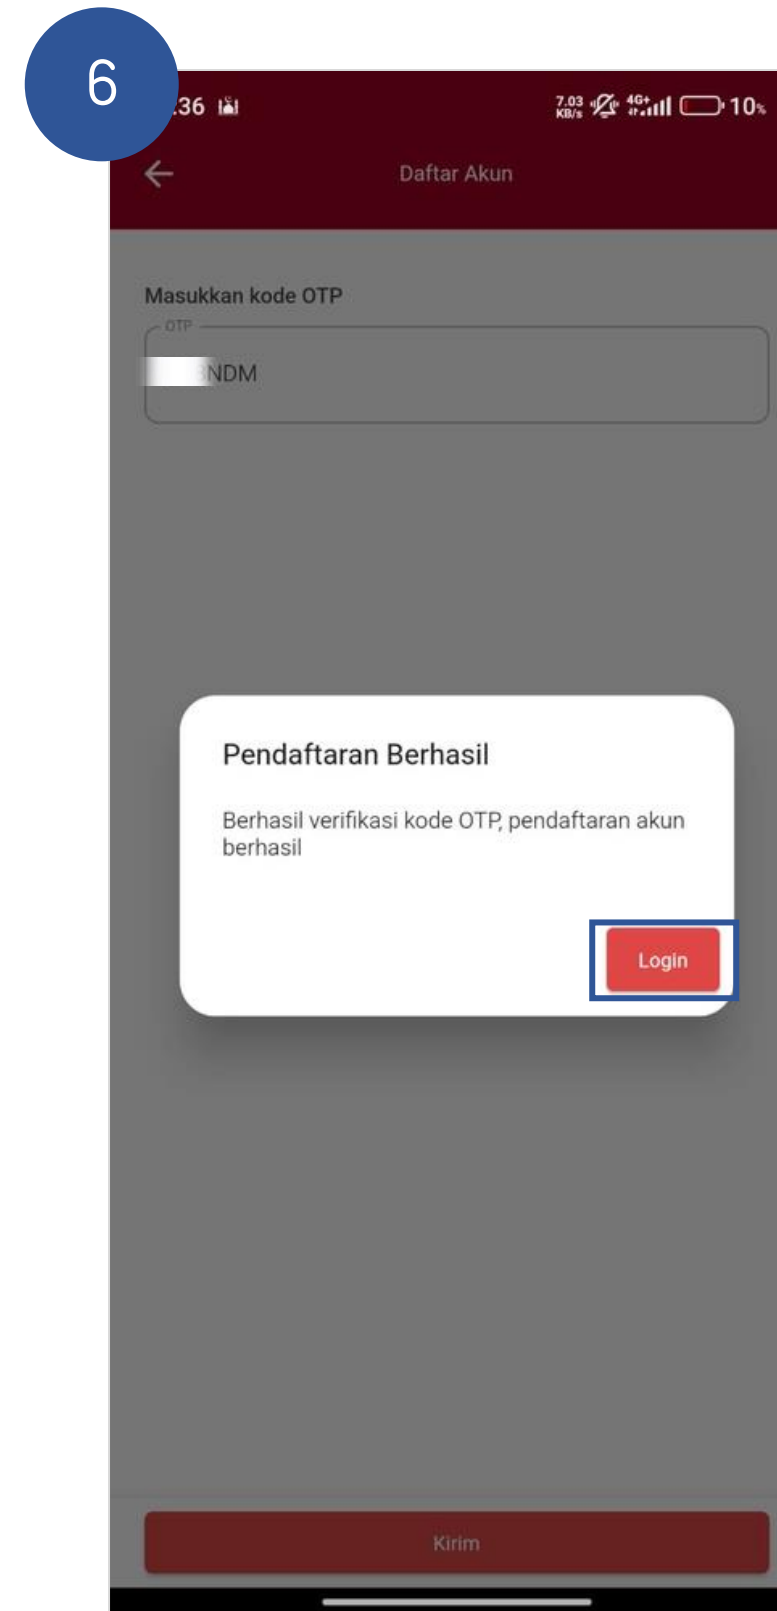 6
:36
7.03
KB/s
4G+
10%
Daftar Akun
Masukkan kode OTP
OTP
NDM
Pendaftaran Berhasil
Berhasil verifikasi kode OTP, pendaftaran akun
berhasil
Login
Kirim